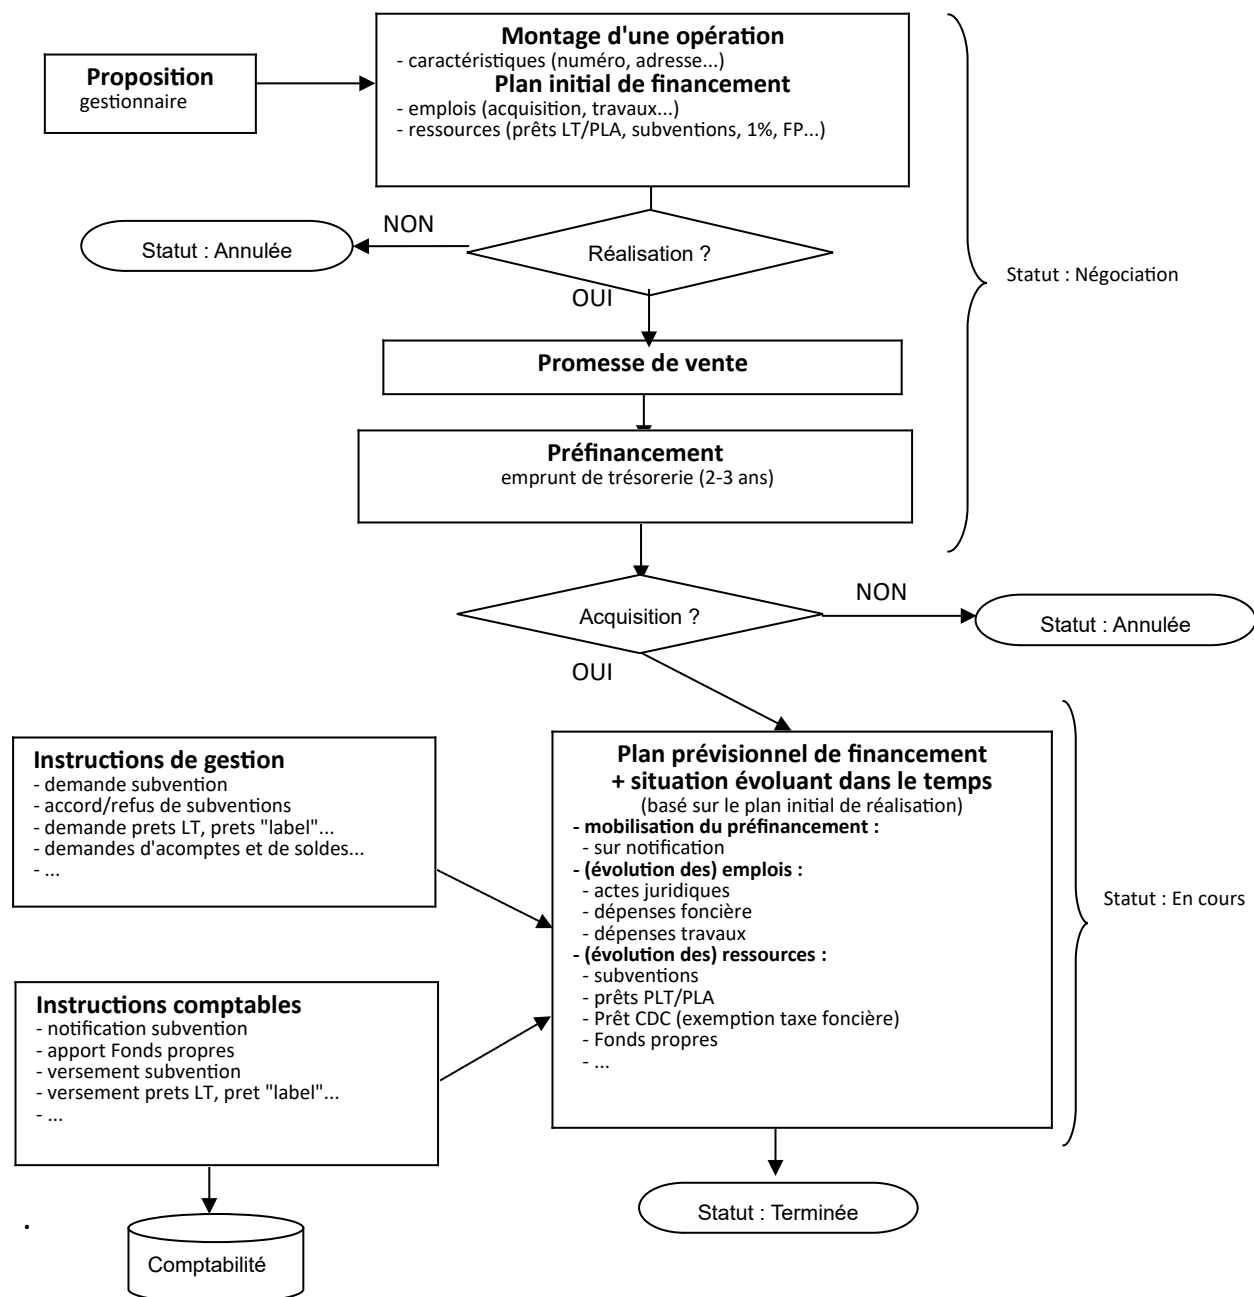 Proposition
gestionnaire
Montage d'une opération
- caractéristiques (numéro, adresse...)
Plan initial de financement
- emplois (acquisition, travaux...)
- ressources (prêts LT/PLA, subventions, 1%, FP...)
NON
Statut : Annulée
Réalisation ?
Statut : Négociation
OUI
Promesse de vente
Préfinancement
emprunt de trésorerie (2-3 ans)
Acquisition ?
NON
Statut : Annulée
OUI
Instructions de gestion
- demande subvention
- accord/refus de subventions
- demande prets LT, prets "label"...
- demandes d'acomptes et de soldes...
- ...
Plan prévisionnel de financement
+ situation évoluant dans le temps
(basé sur le plan initial de réalisation)
- mobilisation du préfinancement :
- sur notification
- (évolution des) emplois :
- actes juridiques
- dépenses foncière
- dépenses travaux
- (évolution des) ressources :
- subventions
- prêts PLT/PLA
- Prêt CDC (exemption taxe foncière)
- Fonds propres
- ...
Statut : En cours
Instructions comptables
- notification subvention
- apport Fonds propres
- versement subvention
- versement prets LT, pret "label"...
- ...
Statut : Terminée
.
Comptabilité